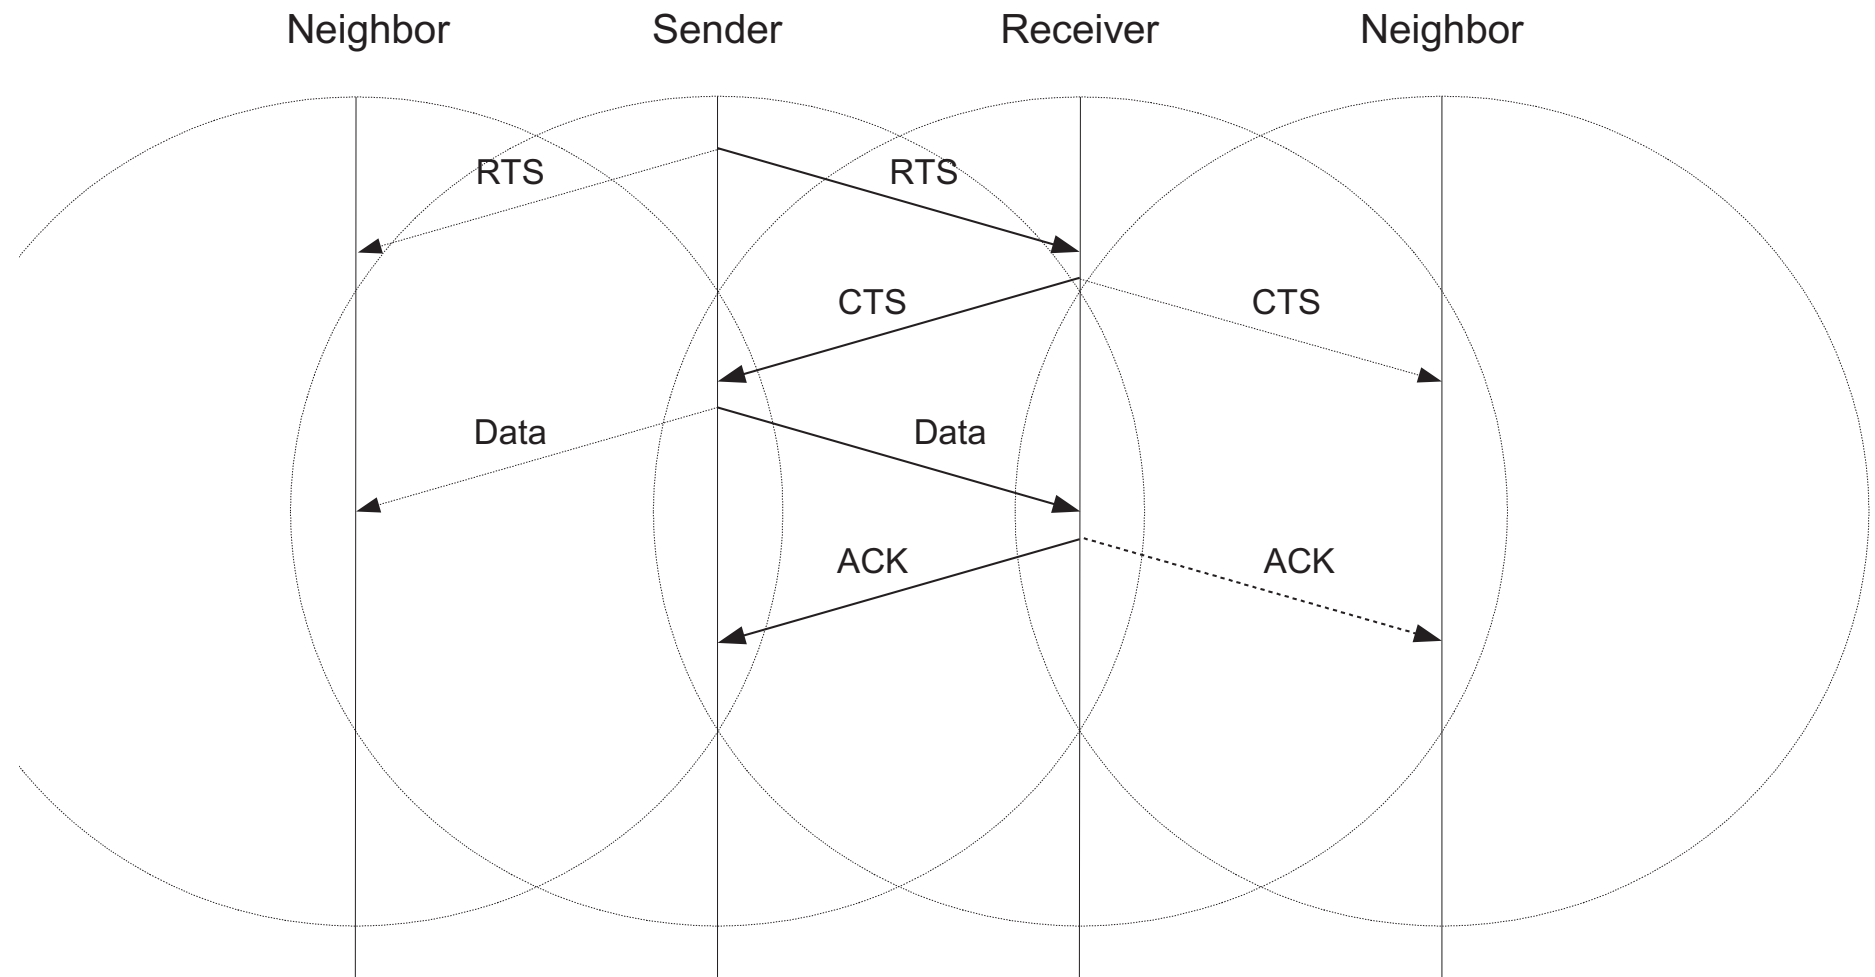 Neighbor Sender Receiver Neighbor
RTS RTS
CTS CTS
Data Data
ACK ACK